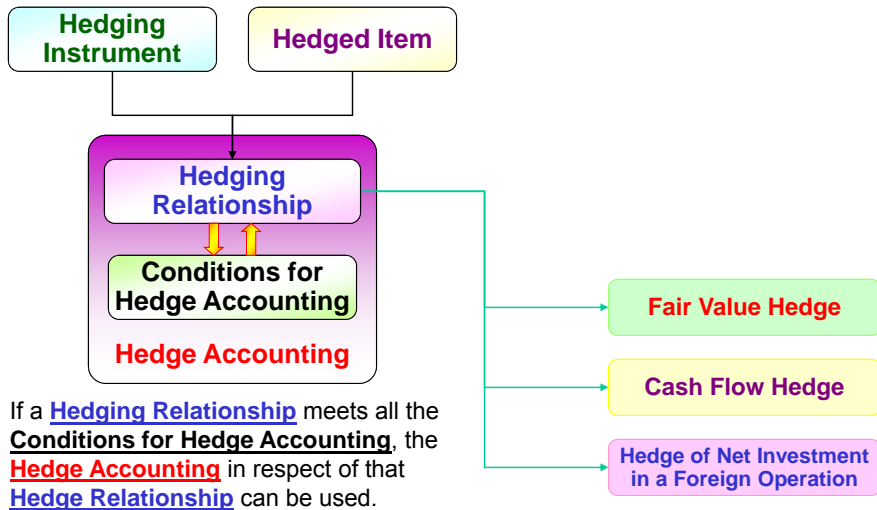 Hedging
Instrument
Hedged Item
Hedging
Relationship
Conditions for
Hedge Accounting
Hedge Accounting
Fair Value Hedge
Cash Flow Hedge
Hedge of Net Investment
in a Foreign Operation
If a Hedging Relationship meets all the
Conditions for Hedge Accounting, the
Hedge Accounting in respect of that
Hedge Relationship can be used.